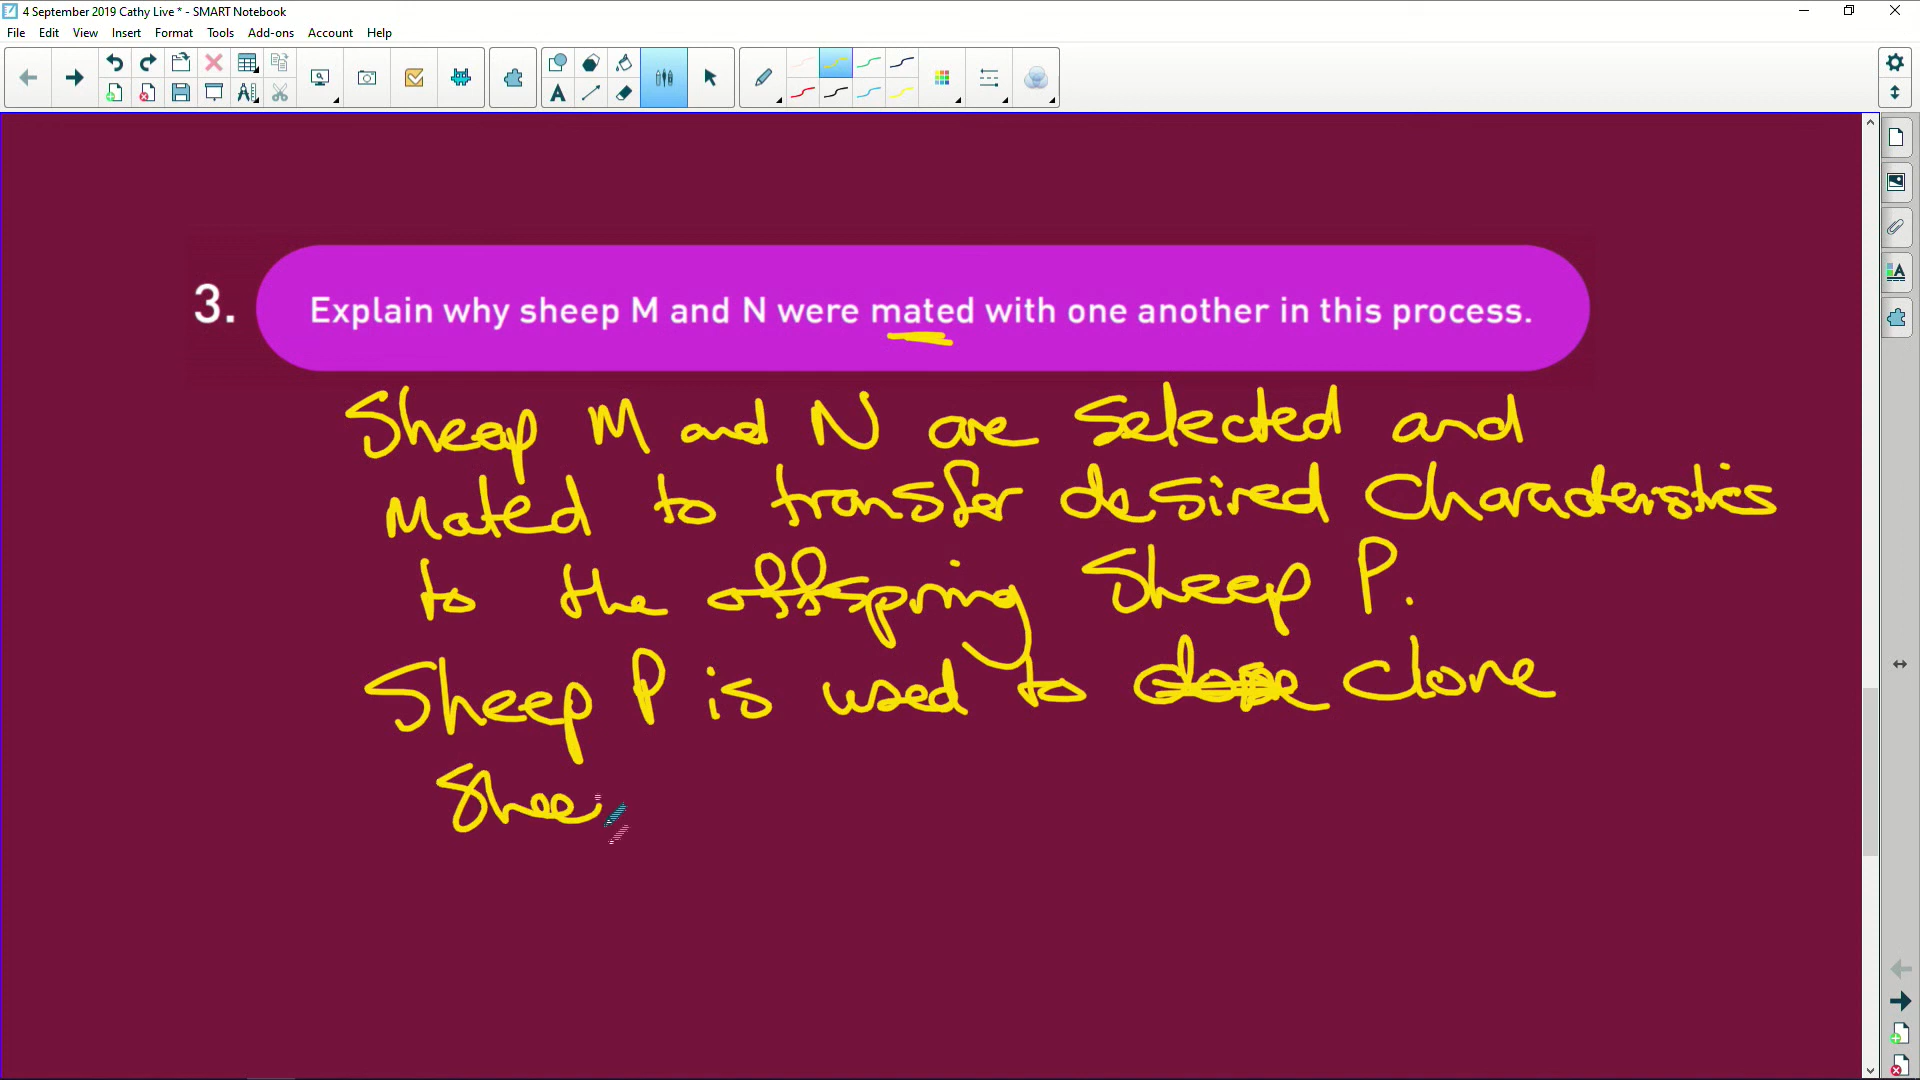 4 September 2019 Cathy Live * - SMART Notebook
File Edit View Insert Format Tools Add-ons Account Help
3. Explain why sheep M and N were mated with one another in this process.
Sheep M and N are selected and
Mated to transfer desired Characteristics
to the offspring Sheep P.
Sheep P is used to clone
Shee